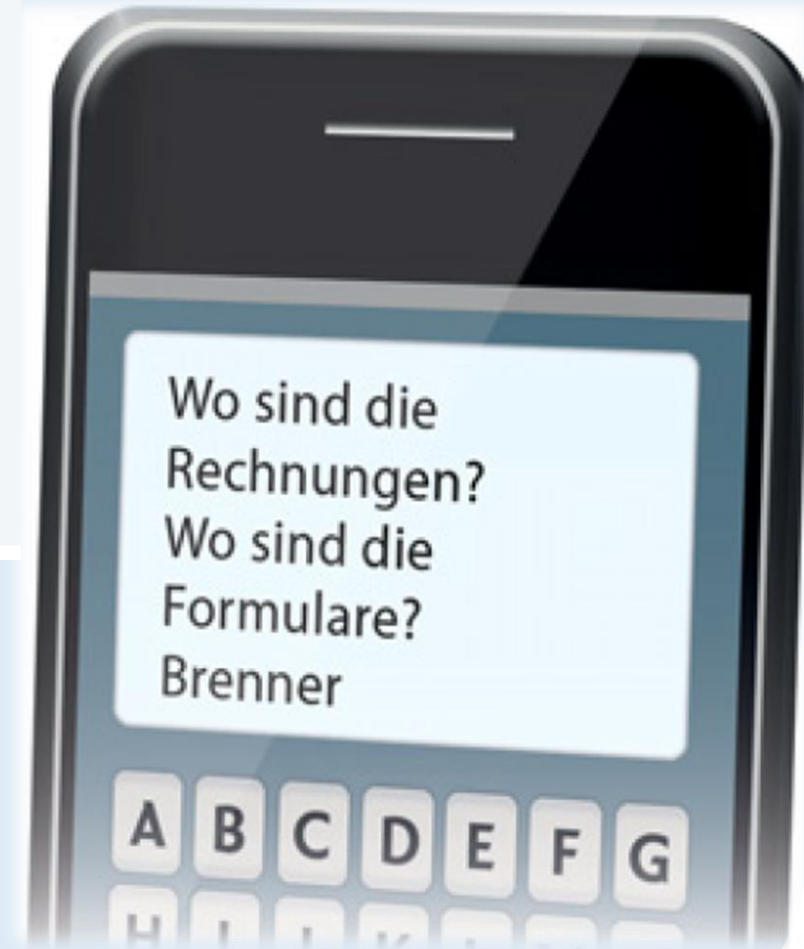 Wo sind die
Rechnungen?
Wo sind die
Formulare?
Brenner
A B C D E F G